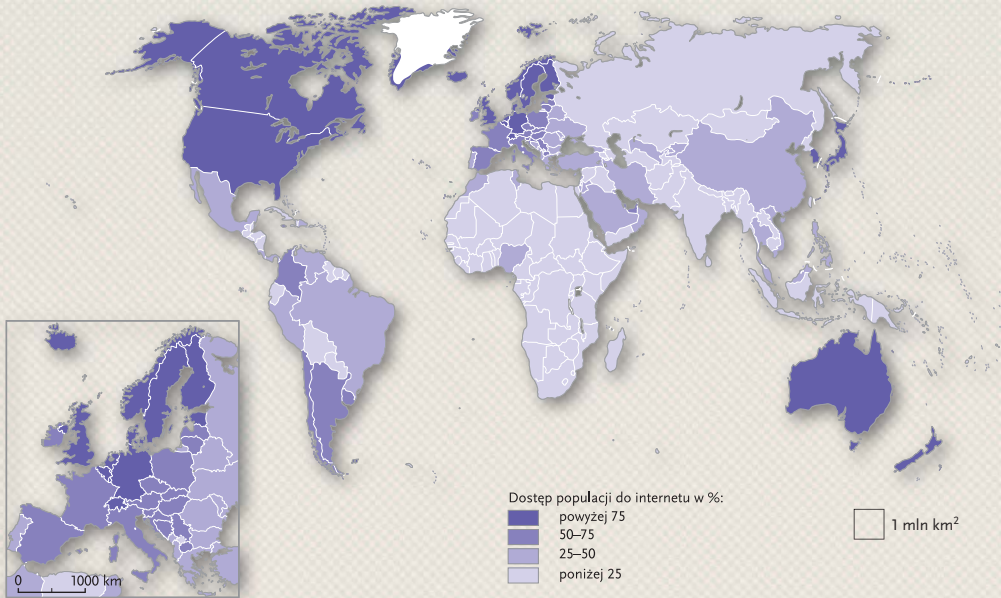 0 1000 km
Dostęp populacji do internetu w %:
powyżej 75
50–75
25–50
poniżej 25
1 mln km²